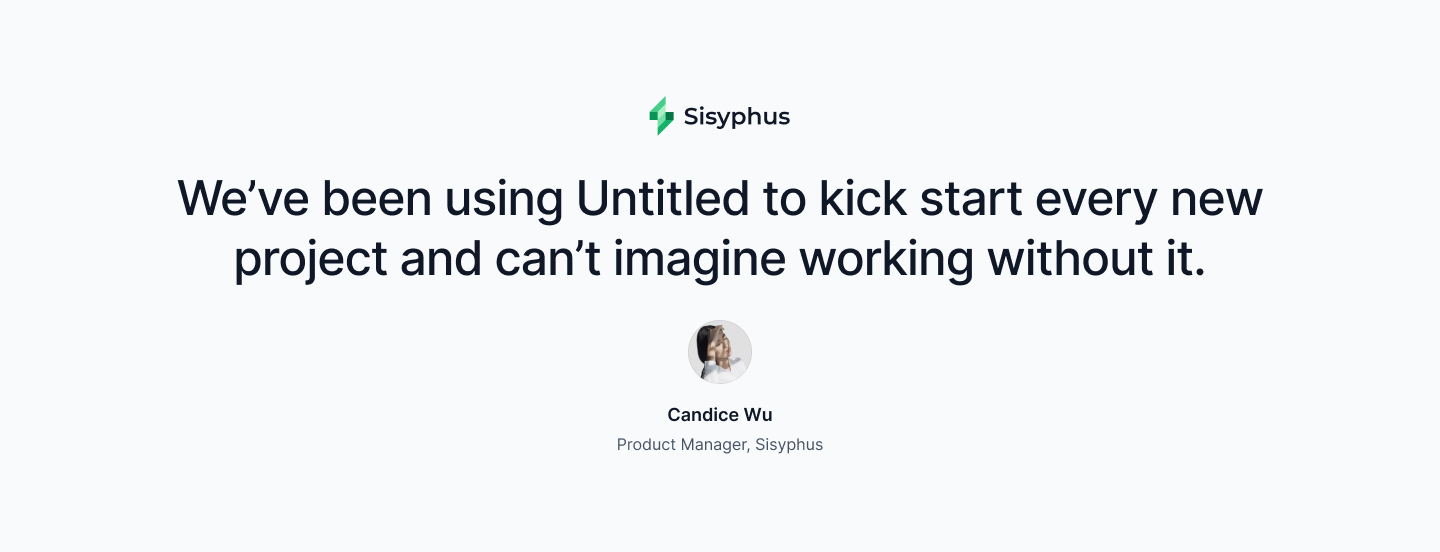 Sisyphus
We’ve been using Untitled to kick start every new
project and can’t imagine working without it.
Candice Wu
Product Manager, Sisyphus